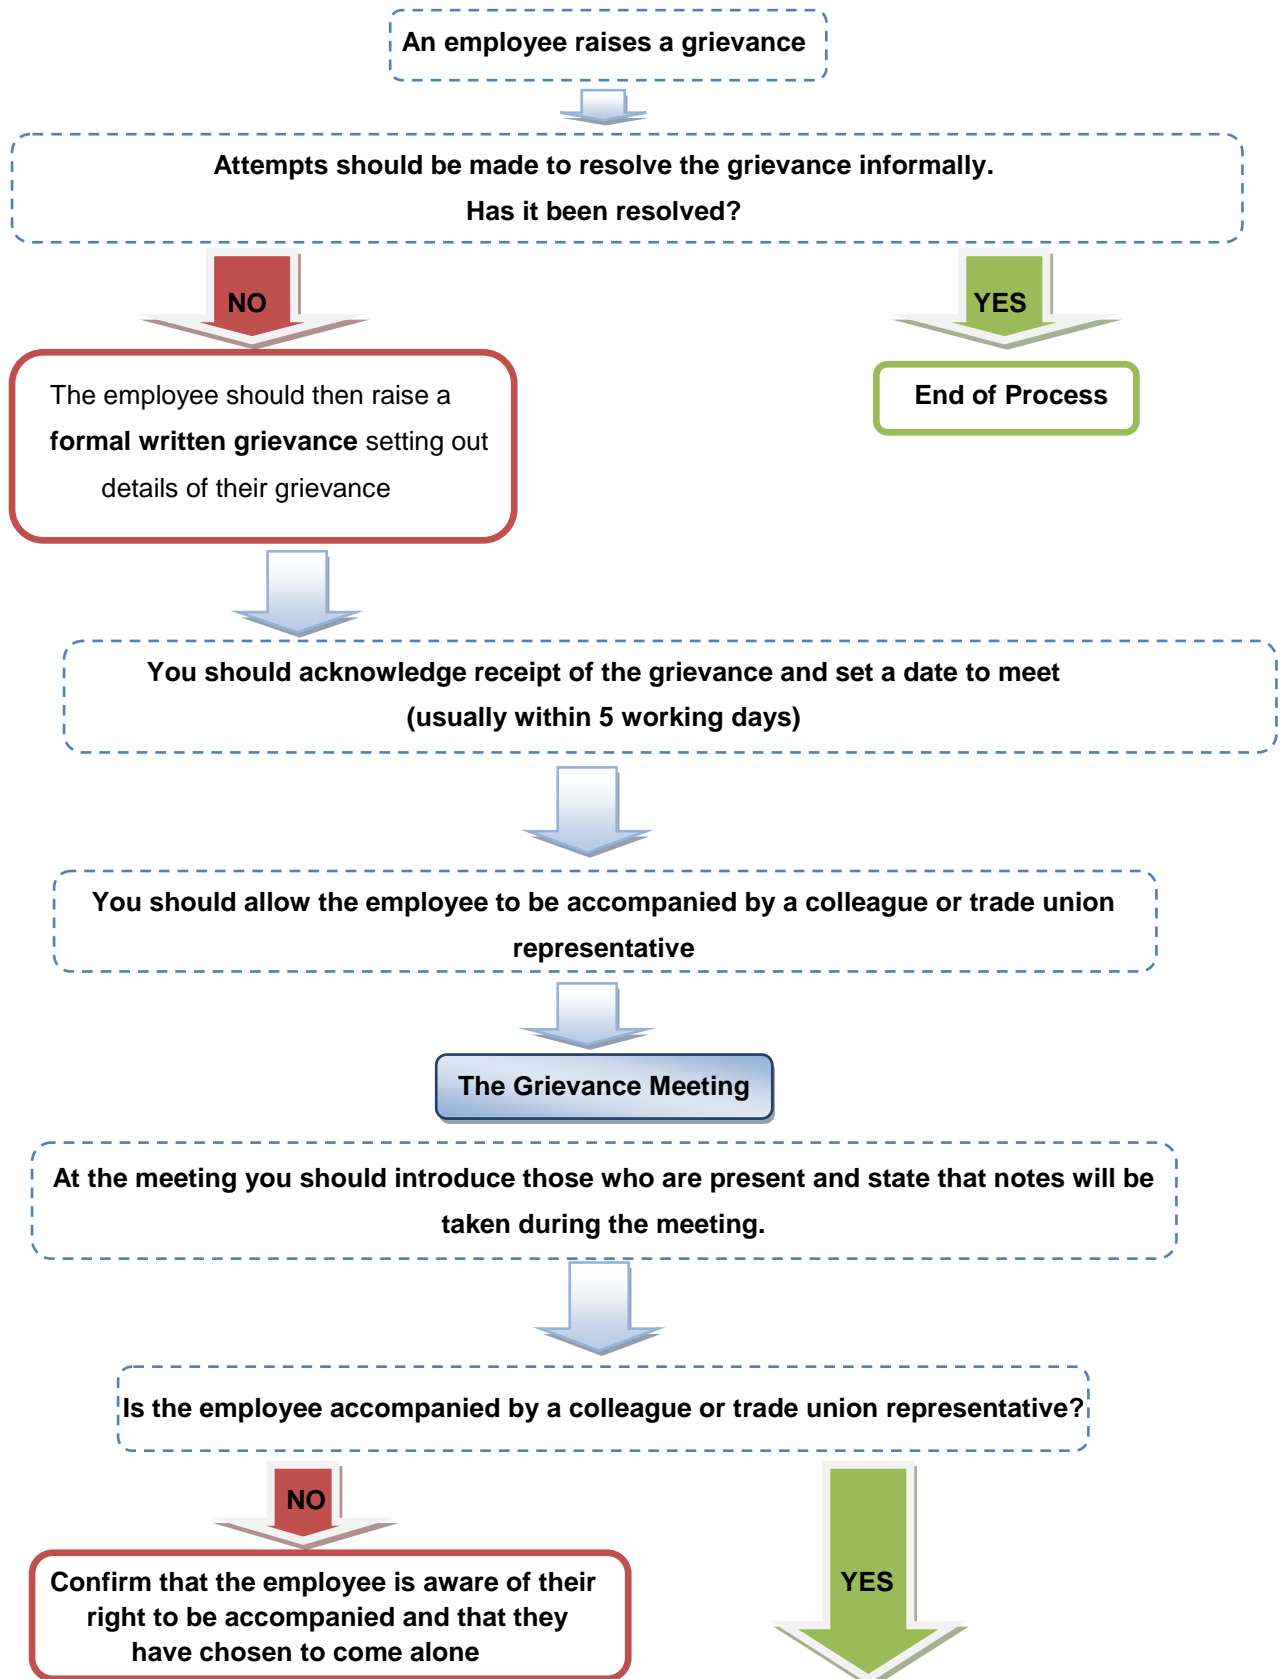 An employee raises a grievance
Attempts should be made to resolve the grievance informally.
Has it been resolved?
NO
YES
The employee should then raise a
formal written grievance setting out
details of their grievance
End of Process
You should acknowledge receipt of the grievance and set a date to meet
(usually within 5 working days)
You should allow the employee to be accompanied by a colleague or trade union
representative
The Grievance Meeting
At the meeting you should introduce those who are present and state that notes will be
taken during the meeting.
Is the employee accompanied by a colleague or trade union representative?
NO
YES
Confirm that the employee is aware of their
right to be accompanied and that they
have chosen to come alone